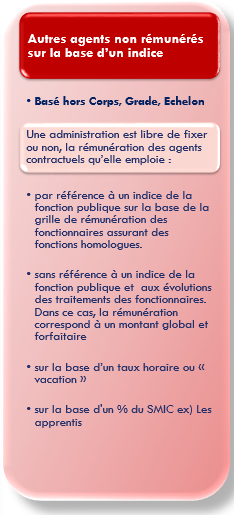 Autres agents non rémunérés
sur la base d'un indice
• Basé hors Corps, Grade, Echelon
Une administration est libre de fixer
ou non, la rémunération des agents
contractuels qu'elle emploie :
• par référence à un indice de la
fonction publique sur la base de la
grille de rémunération des
fonctionnaires assurant des
fonctions homologues.
• sans référence à un indice de la
fonction publique et aux évolutions
des traitements des fonctionnaires.
Dans ce cas, la rémunération
correspond à un montant global et
forfaitaire
• sur la base d'un taux horaire ou «
vacation »
• sur la base d'un % du SMIC ex) Les
apprentis